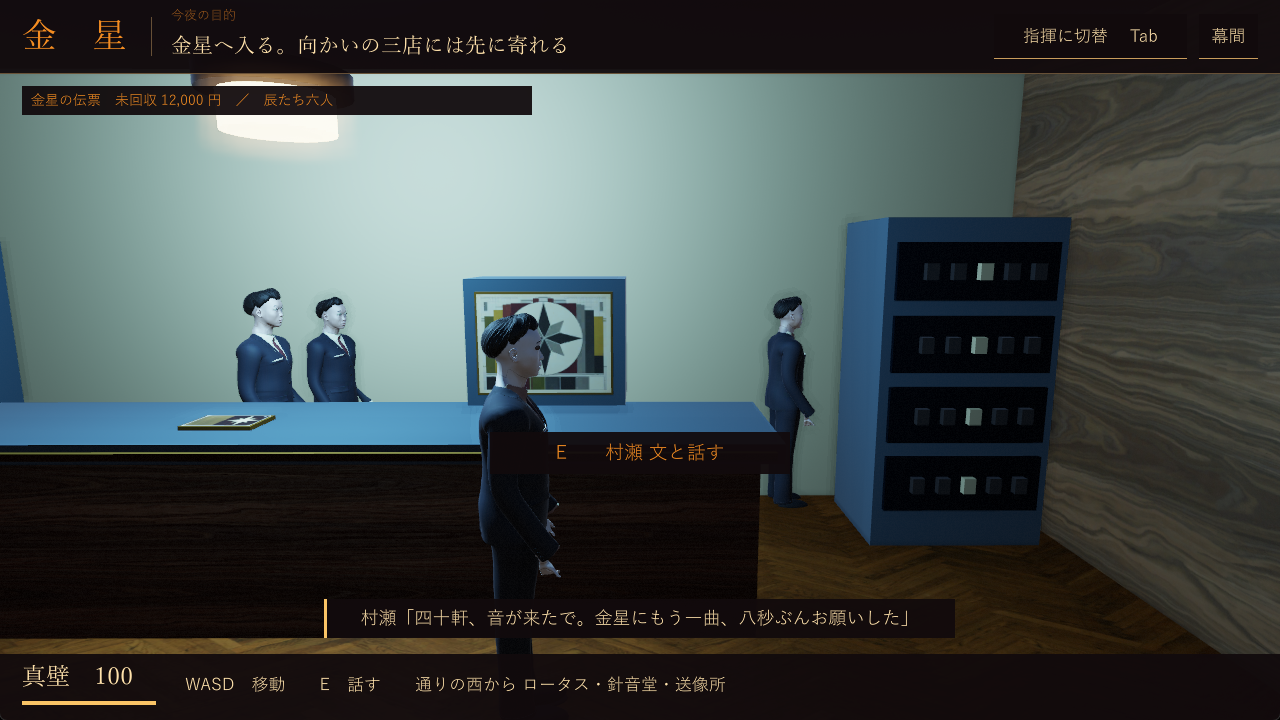 金 星
今夜の目的
金星へ入る。向かいの三店には先に寄れる
指揮に切替 Tab
幕間
金星の伝票 未回収 12,000 円 ／ 辰たち六人
E 村瀬 文と話す
村瀬「四十軒、音が来たで。金星にもう一曲、八秒ぶんお願いした」
真壁 100
WASD 移動 E 話す 通りの西から ロータス・針音堂・送像所